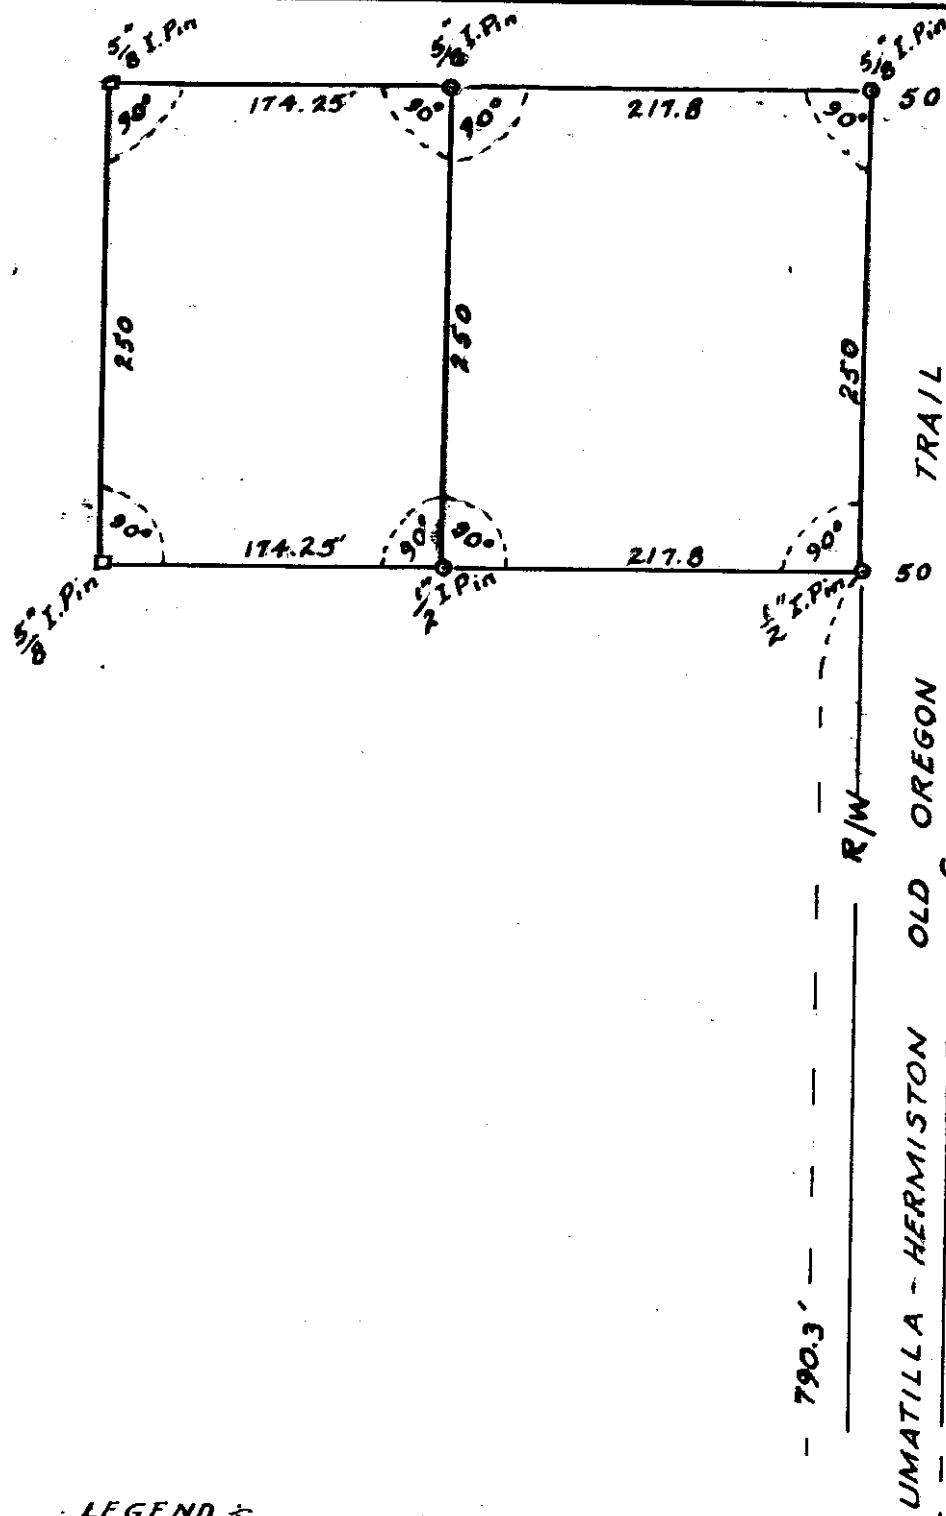 5/8" I.Pin
5/8" I.Pin
5/8" I.Pin
90°
174.25'
90°
90°
217.8
90°
50
250
250
250
TRAIL
90°
174.25'
90°
90°
217.8
90°
50
5/8" I.Pin
1/2" I Pin
1/2" I.Pin
R/W
OREGON
OLD
UMATILLA - HERMISTON
790.3'
LEGEND